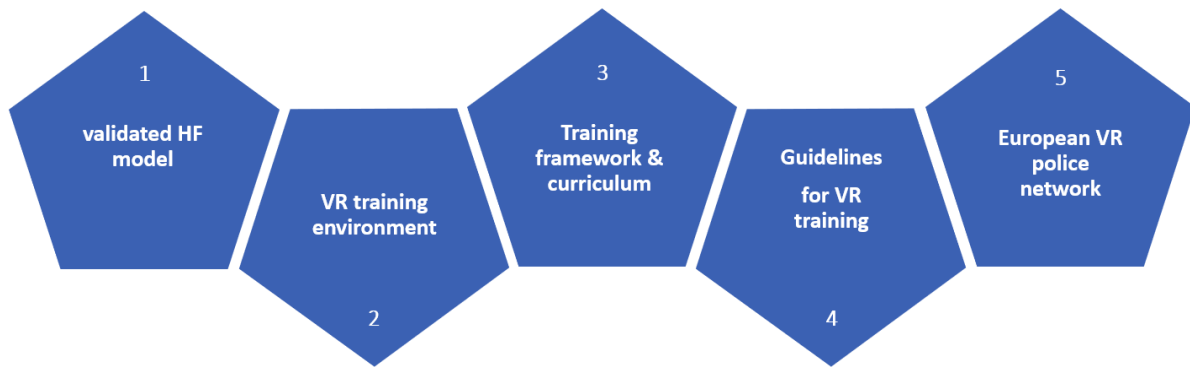 1
validated HF
model
VR training
environment
2
3
Training
framework &
curriculum
Guidelines
for VR
training
4
5
European VR
police
network